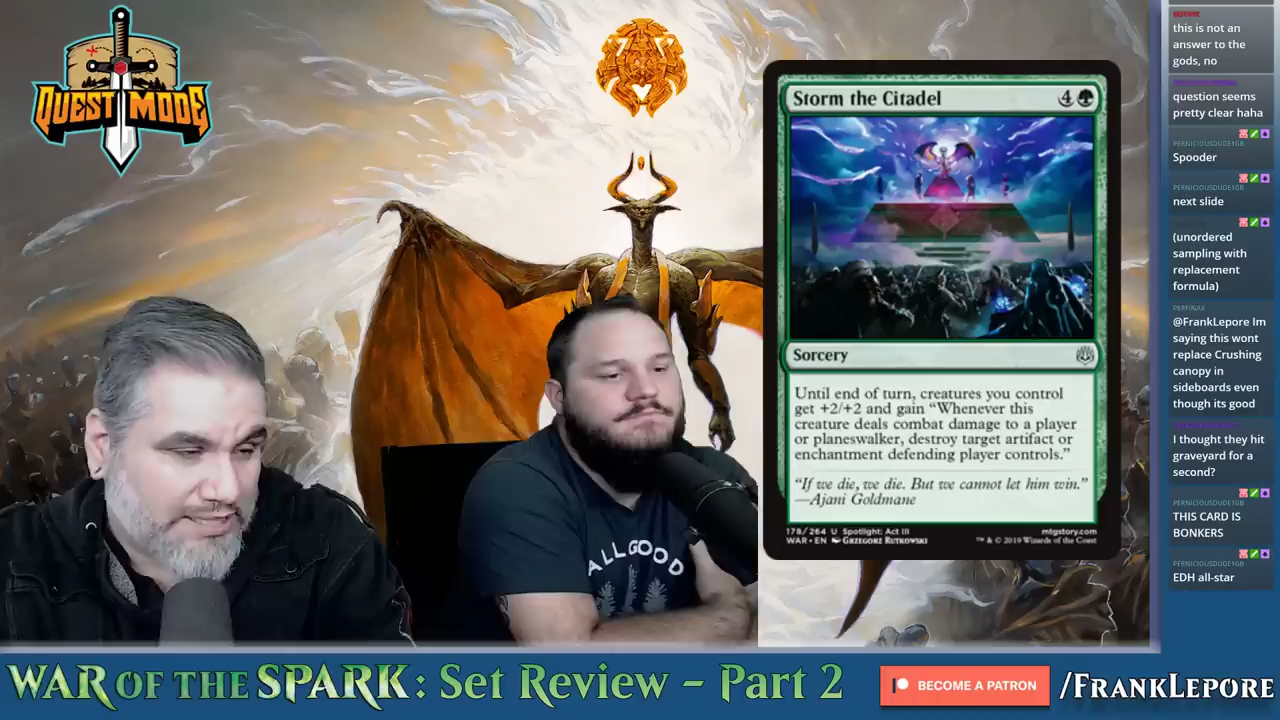 QUEST MODE
Storm the Citadel 4
Sorcery
Until end of turn, creatures you control
get +2/+2 and gain “Whenever this
creature deals combat damage to a player
or planeswalker, destroy target artifact or
enchantment defending player controls.”
“If we die, we die. But we cannot let him win.”
—Ajani Goldmane
178/264 U Spotlight: Act III
mtgstory.com
WAR • EN Grzegorz Rutkowski
™ & © 2019 Wizards of the Coast
ALL GOOD
this is not an
answer to the
gods, no
question seems
pretty clear haha
PERNICIOUSDUDE1GB
Spooder
PERNICIOUSDUDE1GB
next slide
(unordered
sampling with
replacement
formula)
PERFINAX
@FrankLepore Im
saying this wont
replace Crushing
canopy in
sideboards even
though its good
I thought they hit
graveyard for a
second?
PERNICIOUSDUDE1GB
THIS CARD IS
BONKERS
PERNICIOUSDUDE1GB
EDH all-star
WAR OF THE SPARK: Set Review - Part 2
BECOME A PATRON
/FRANKLEPORE